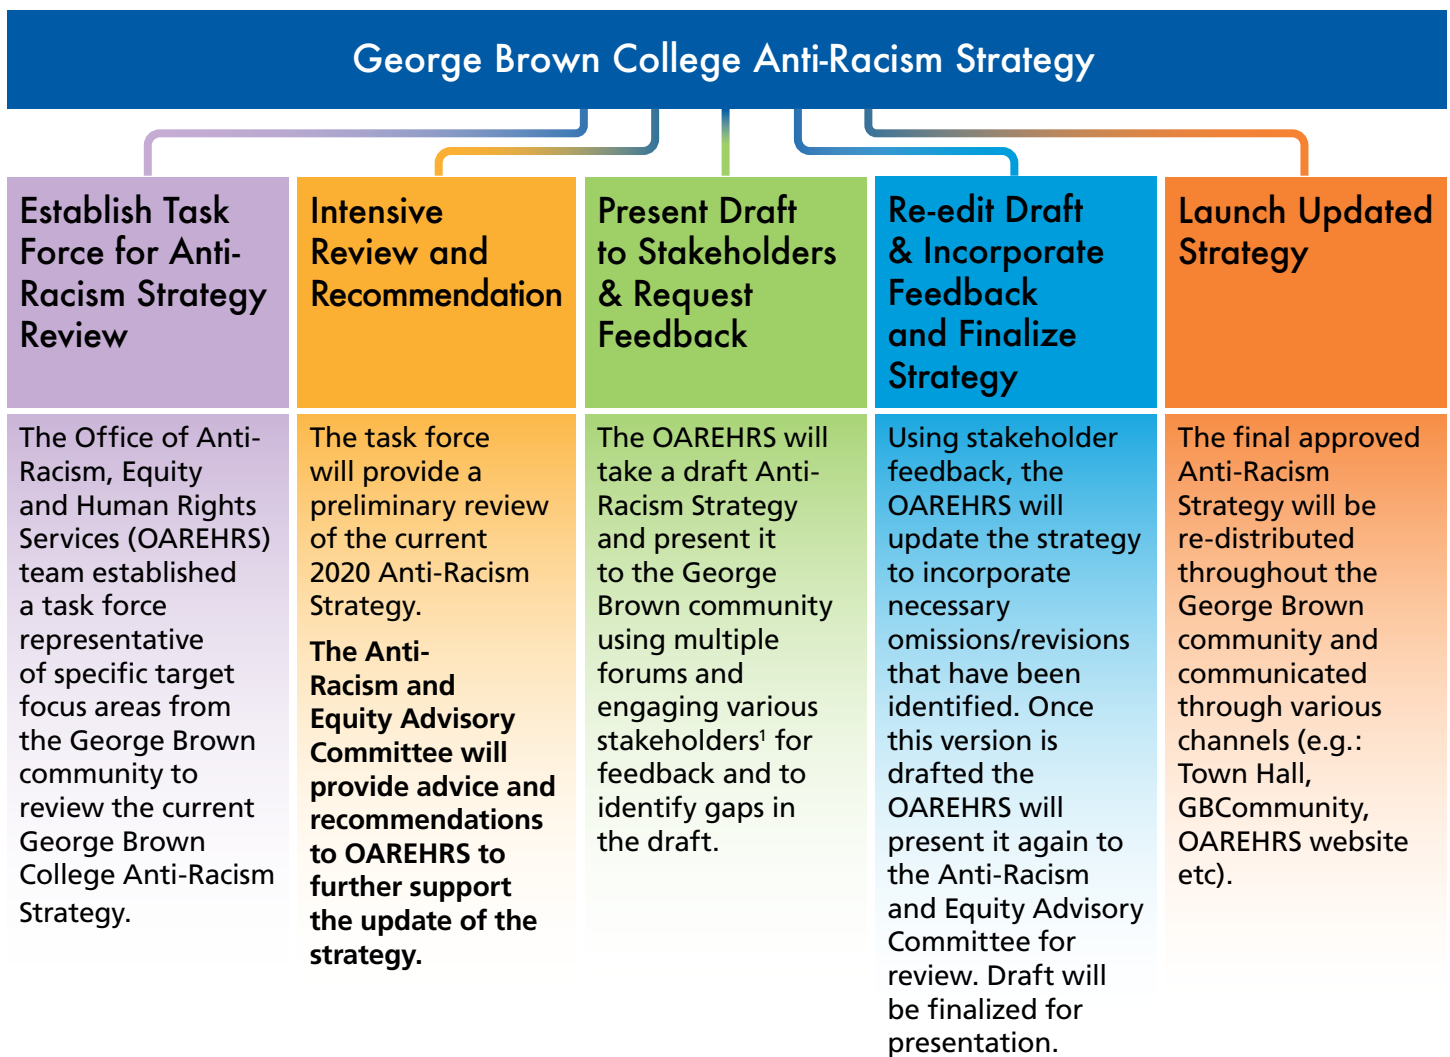 George Brown College Anti-Racism Strategy
Establish Task
Force for Anti-
Racism Strategy
Review
The Office of Anti-
Racism, Equity
and Human Rights
Services (OAREHRS)
team established
a task force
representative
of specific target
focus areas from
the George Brown
community to
review the current
George Brown
College Anti-Racism
Strategy.
Intensive
Review and
Recommendation
The task force
will provide a
preliminary review
of the current
2020 Anti-Racism
Strategy.
The Anti-
Racism and
Equity Advisory
Committee will
provide advice and
recommendations
to OAREHRS to
further support
the update of the
strategy.
Present Draft
to Stakeholders
& Request
Feedback
The OAREHRS will
take a draft Anti-
Racism Strategy
and present it
to the George
Brown community
using multiple
forums and
engaging various
stakeholders¹ for
feedback and to
identify gaps in
the draft.
Re-edit Draft
& Incorporate
Feedback
and Finalize
Strategy
Using stakeholder
feedback, the
OAREHRS will
update the strategy
to incorporate
necessary
omissions/revisions
that have been
identified. Once
this version is
drafted the
OAREHRS will
present it again to
the Anti-Racism
and Equity Advisory
Committee for
review. Draft will
be finalized for
presentation.
Launch Updated
Strategy
The final approved
Anti-Racism
Strategy will be
re-distributed
throughout the
George Brown
community and
communicated
through various
channels (e.g.:
Town Hall,
GBCommunity,
OAREHRS website
etc).